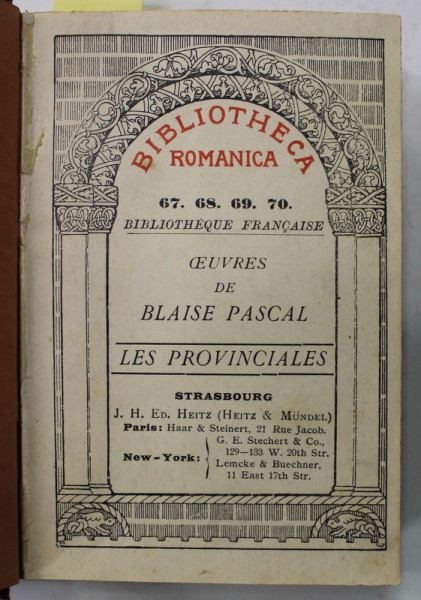 BIBLIOTHECA
ROMANICA
67. 68. 69. 70.
BIBLIOTHÈQUE FRANÇAISE
ŒUVRES
DE
BLAISE PASCAL
LES PROVINCIALES
STRASBOURG
J. H. ED. HEITZ (HEITZ & MÜNDEL)
Paris: Haar & Steinert, 21 Rue Jacob.
New-York: { G. E. Stechert & Co.,
129—133 W. 20th Str.
Lemcke & Buechner,
11 East 17th Str.